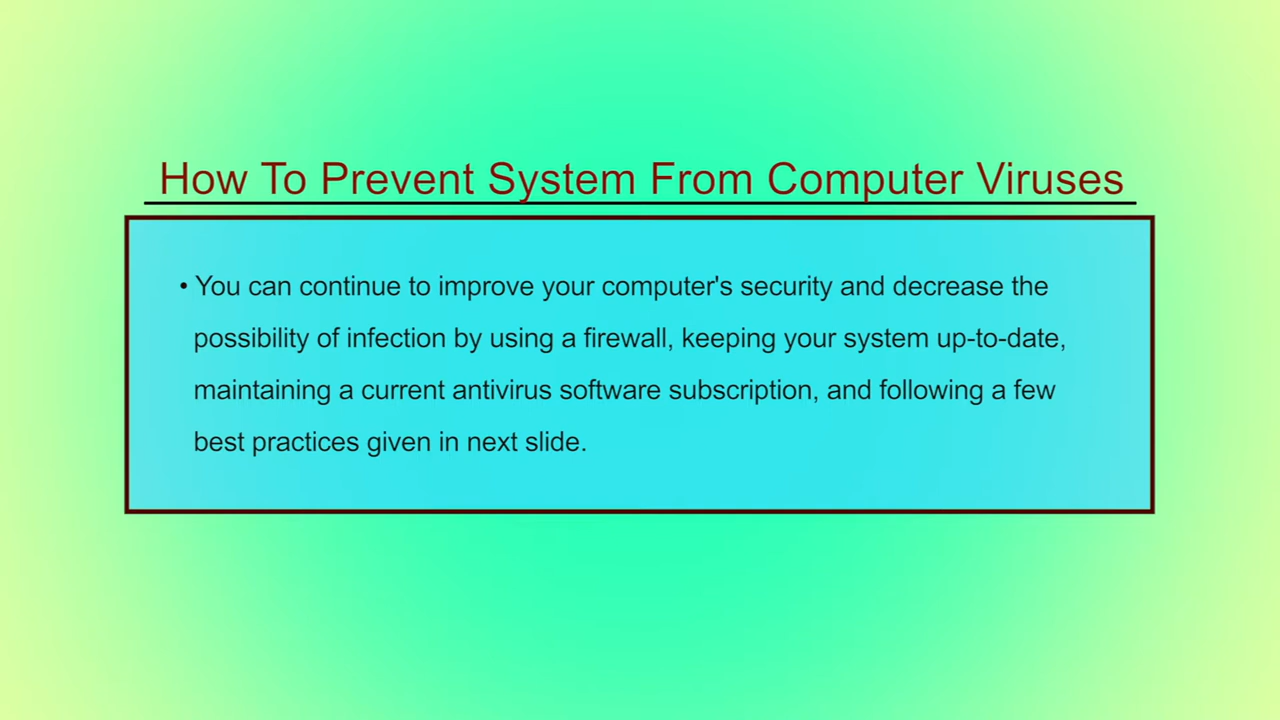 How To Prevent System From Computer Viruses
• You can continue to improve your computer's security and decrease the
possibility of infection by using a firewall, keeping your system up-to-date,
maintaining a current antivirus software subscription, and following a few
best practices given in next slide.